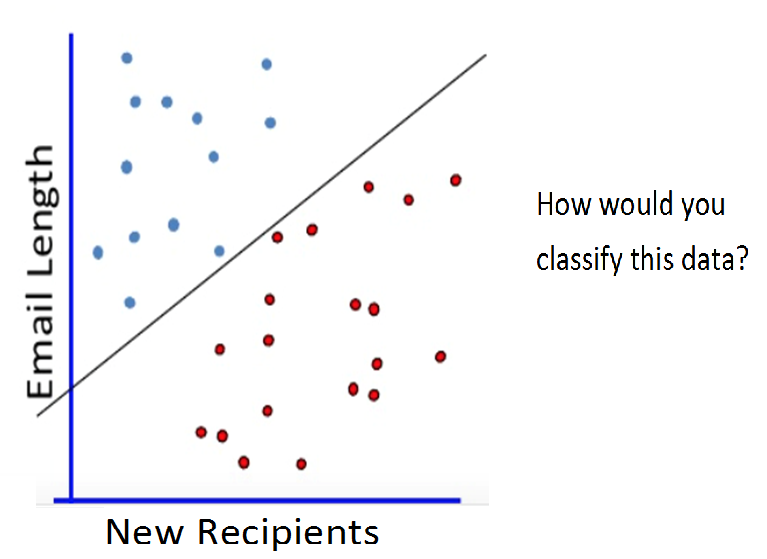 Email Length
How would you
classify this data?
New Recipients